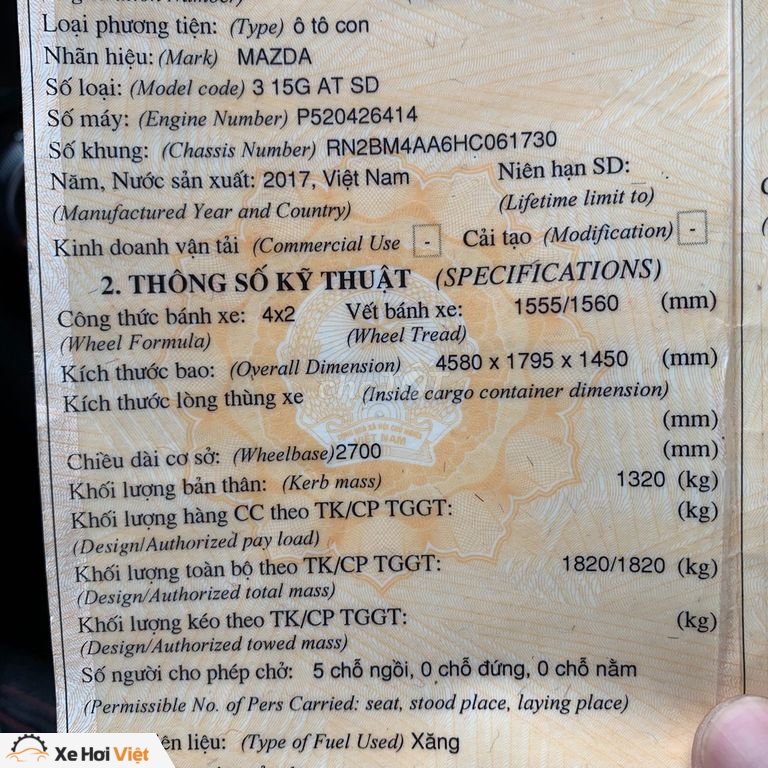 Loại phương tiện: (Type) ô tô con
Nhãn hiệu: (Mark) MAZDA
Số loại: (Model code) 3 15G AT SD
Số máy: (Engine Number) P520426414
Số khung: (Chassis Number) RN2BM4AA6HC061730
Năm, Nước sản xuất: 2017, Việt Nam Niên hạn SD:
(Manufactured Year and Country) (Lifetime limit to)
Kinh doanh vận tải (Commercial Use - Cải tạo (Modification) -
2. THÔNG SỐ KỸ THUẬT (SPECIFICATIONS)
Công thức bánh xe: 4x2 Vết bánh xe: 1555/1560 (mm)
(Wheel Formula) (Wheel Tread)
Kích thước bao: (Overall Dimension) 4580 x 1795 x 1450 (mm)
Kích thước lòng thùng xe (Inside cargo container dimension)
(mm)
VIỆT NAM
Chiều dài cơ sở: (Wheelbase)2700 (mm)
Khối lượng bản thân: (Kerb mass) 1320 (kg)
Khối lượng hàng CC theo TK/CP TGGT: (kg)
(Design/Authorized pay load)
Khối lượng toàn bộ theo TK/CP TGGT: 1820/1820 (kg)
(Design/Authorized total mass)
Khối lượng kéo theo TK/CP TGGT: (kg)
(Design/Authorized towed mass)
Số người cho phép chở: 5 chỗ ngồi, 0 chỗ đứng, 0 chỗ nằm
(Permissible No. of Pers Carried: seat, stood place, laying place)
liệu: (Type of Fuel Used) Xăng
Xe Hơi Việt